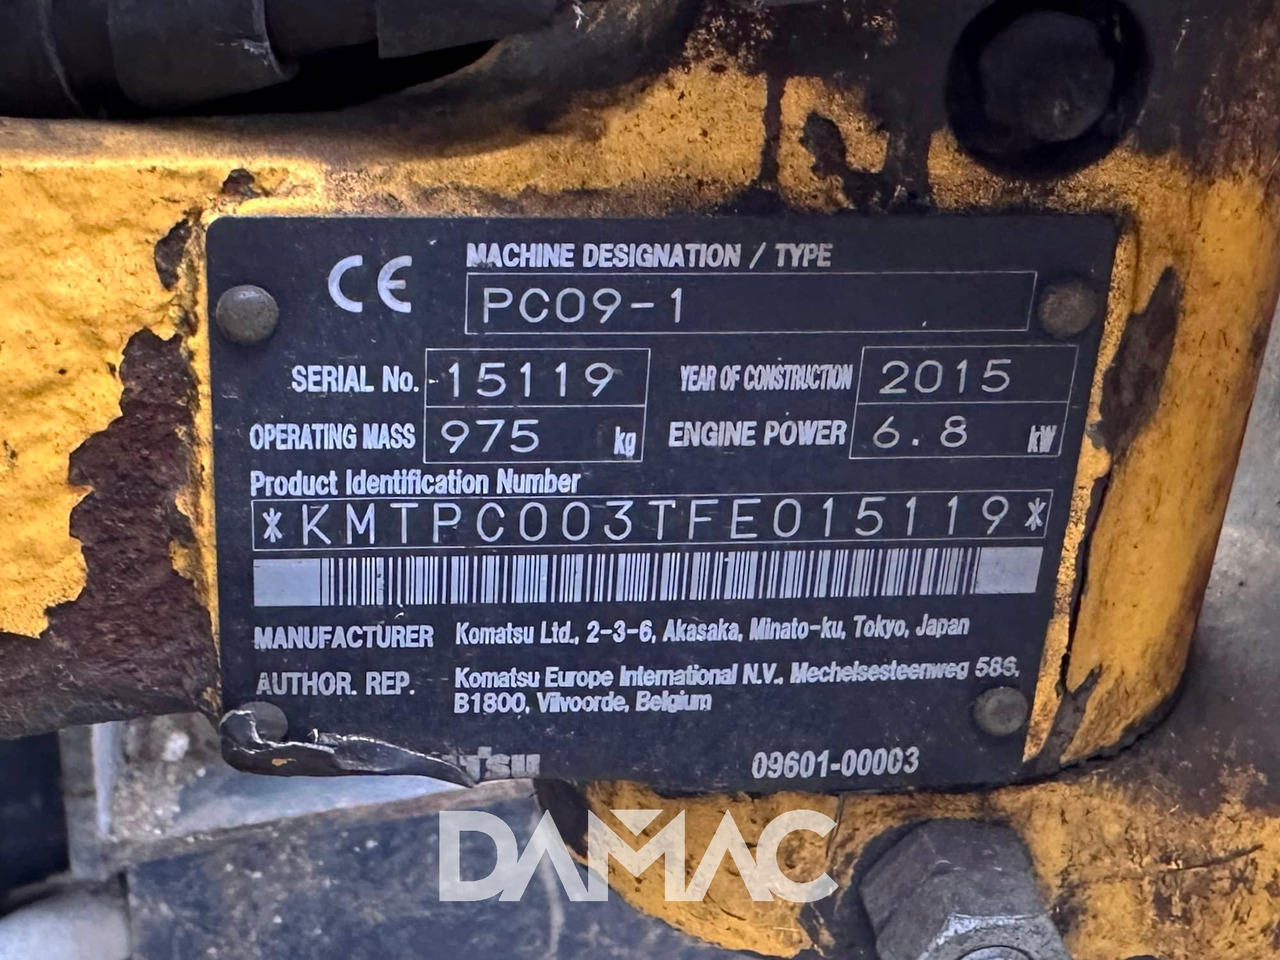 CE
MACHINE DESIGNATION / TYPE
PC09-1
SERIAL No. 15119 YEAR OF CONSTRUCTION 2015
OPERATING MASS 975 kg ENGINE POWER 6.8 kW
Product Identification Number
*KMTPC003TFE015119*
MANUFACTURER Komatsu Ltd., 2-3-6, Akasaka, Minato-ku, Tokyo, Japan
AUTHOR. REP. Komatsu Europe International N.V., Mechelsesteenweg 586,
B1800, Vilvoorde, Belgium
09601-00003
DAMAC